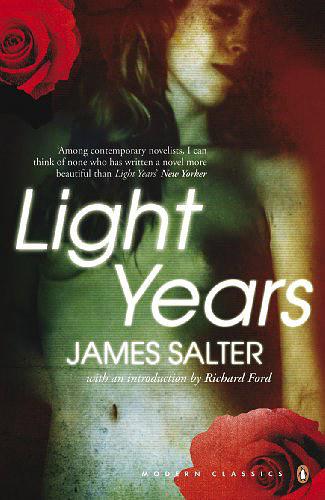 'Among contemporary novelists, I can
think of none who has written a novel more
beautiful than Light Years' New Yorker
Light
Years
JAMES SALTER
with an introduction by Richard Ford
MODERN CLASSICS